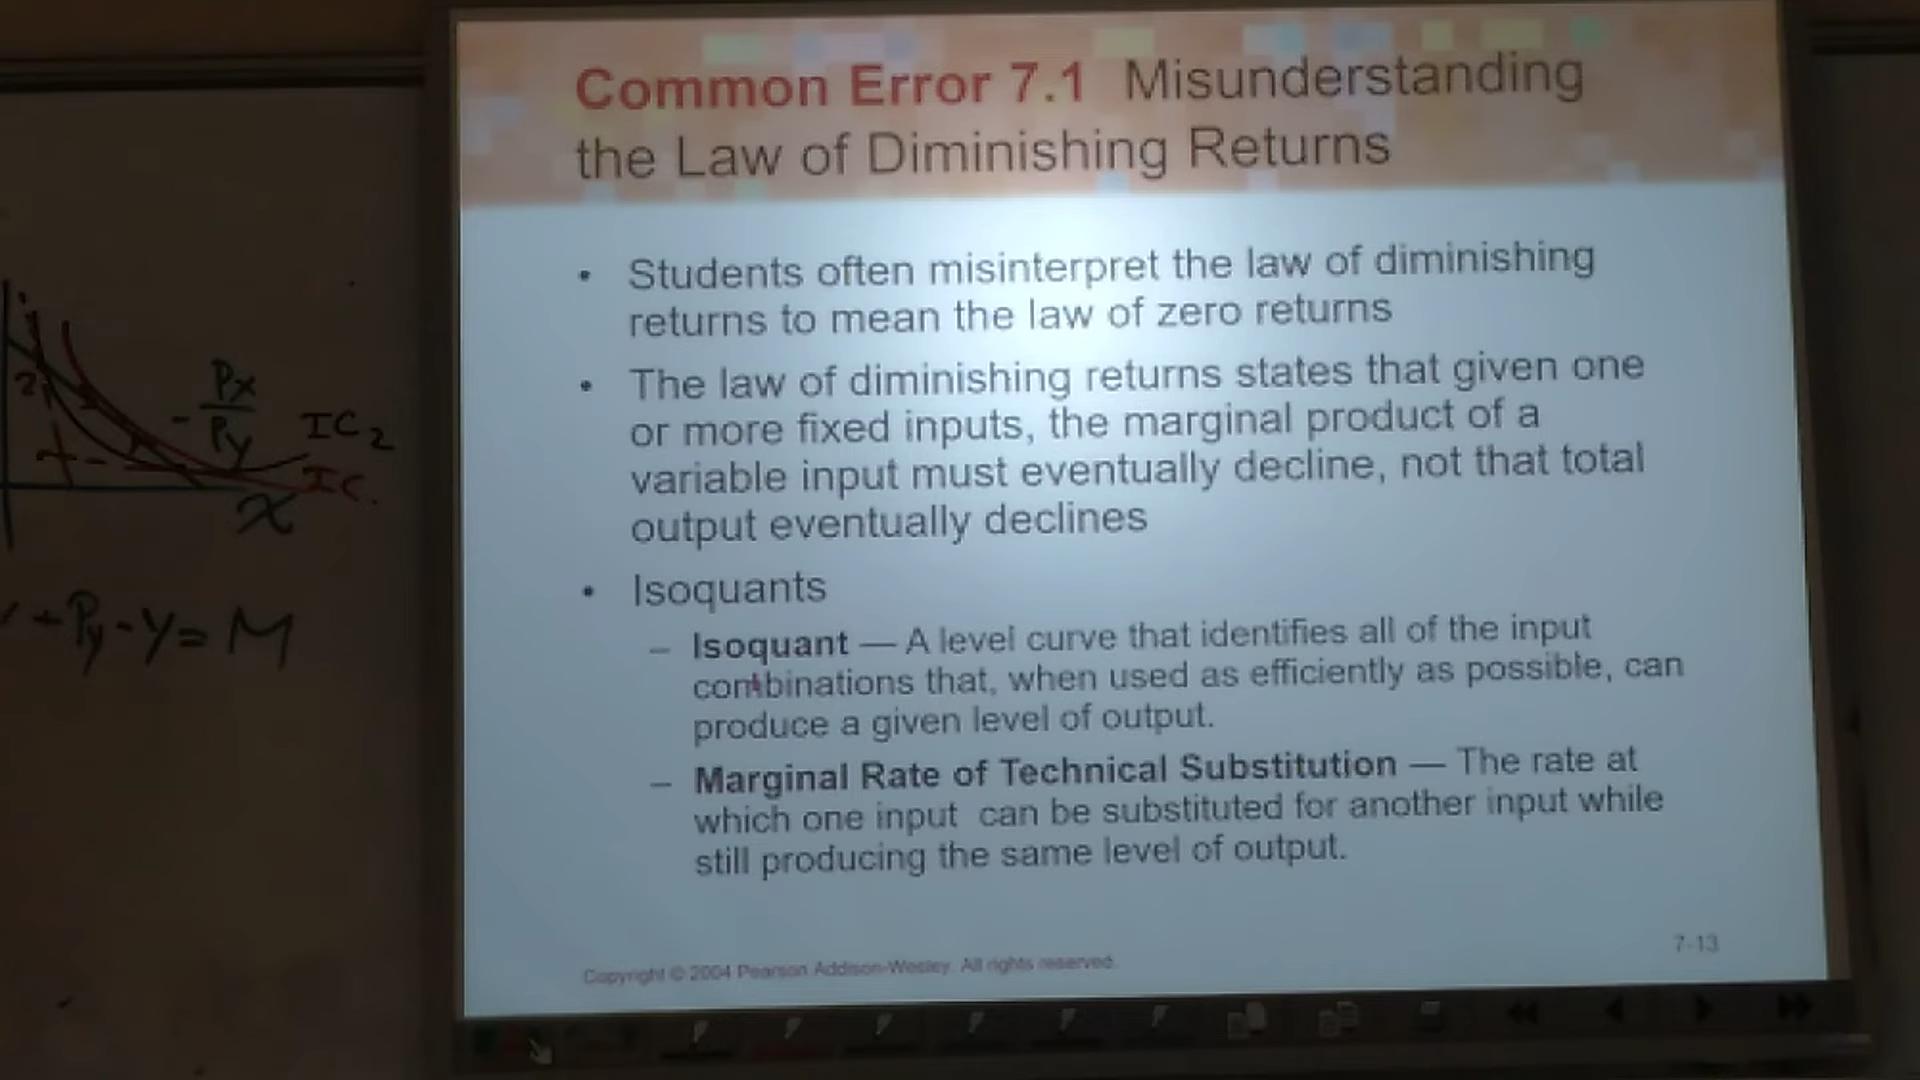 Common Error 7.1 Misunderstanding
the Law of Diminishing Returns
• Students often misinterpret the law of diminishing
returns to mean the law of zero returns
• The law of diminishing returns states that given one
or more fixed inputs, the marginal product of a
variable input must eventually decline, not that total
output eventually declines
• Isoquants
– Isoquant — A level curve that identifies all of the input
combinations that, when used as efficiently as possible, can
produce a given level of output.
– Marginal Rate of Technical Substitution — The rate at
which one input can be substituted for another input while
still producing the same level of output.
Copyright © 2004 Pearson Addison-Wesley. All rights reserved.
7-13
- Px
Py
IC2
IC.
x
+Py-y=M